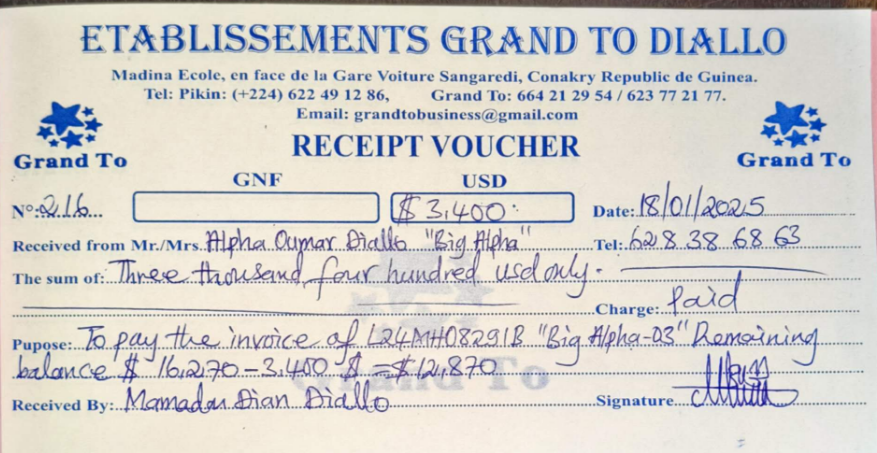 ETABLISSEMENTS GRAND TO DIALLO
Madina Ecole, en face de la Gare Voiture Sangaredi, Conakry Republic de Guinea.
Tel: Pikin: (+224) 622 49 12 86, Grand To: 664 21 29 54 / 623 77 21 77.
Email: grandtobusiness@gmail.com
Grand To RECEIPT VOUCHER Grand To
GNF USD
Nº:216 $ 3,400 Date: 18/01/2025
Received from Mr./Mrs. Alpha Oumar Diallo "Big Alpha" Tel: 628 38 68 63
The sum of: Three thousand four hundred usd only.
Charge: Paid
Pupose: To pay the invoice of L24MH08291B "Big Alpha-03" Remaining
balance $ 16,270 - 3.400 $ = $ 12,870
Grand To
Received By: Mamadou Dian Diallo Signature